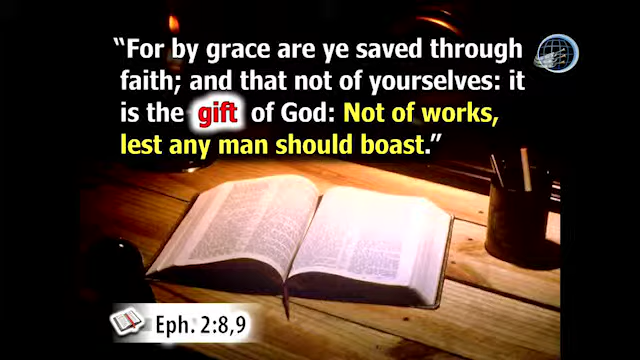 “For by grace are ye saved through
faith; and that not of yourselves: it
is the gift of God: Not of works,
lest any man should boast.”
Eph. 2:8,9